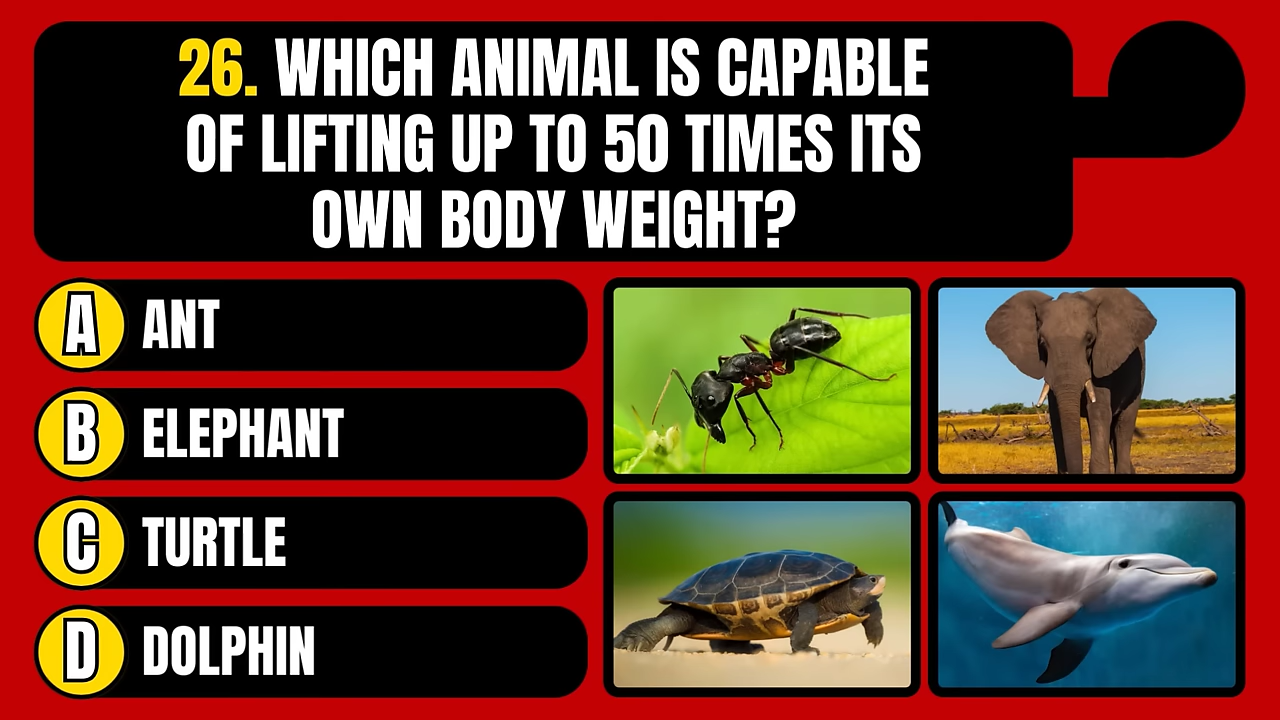 26. WHICH ANIMAL IS CAPABLE
OF LIFTING UP TO 50 TIMES ITS
OWN BODY WEIGHT?
A ANT
B ELEPHANT
C TURTLE
D DOLPHIN